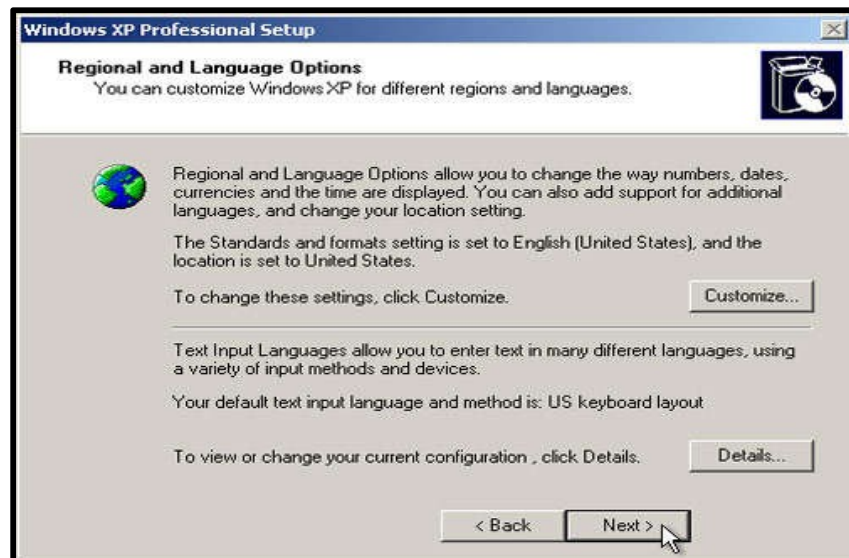 Windows XP Professional Setup
Regional and Language Options
You can customize Windows XP for different regions and languages.
Regional and Language Options allow you to change the way numbers, dates,
currencies and the time are displayed. You can also add support for additional
languages, and change your location setting.
The Standards and formats setting is set to English (United States), and the
location is set to United States.
To change these settings, click Customize.
Customize...
Text Input Languages allow you to enter text in many different languages, using
a variety of input methods and devices.
Your default text input language and method is: US keyboard layout
To view or change your current configuration , click Details.
Details...
< Back
Next >